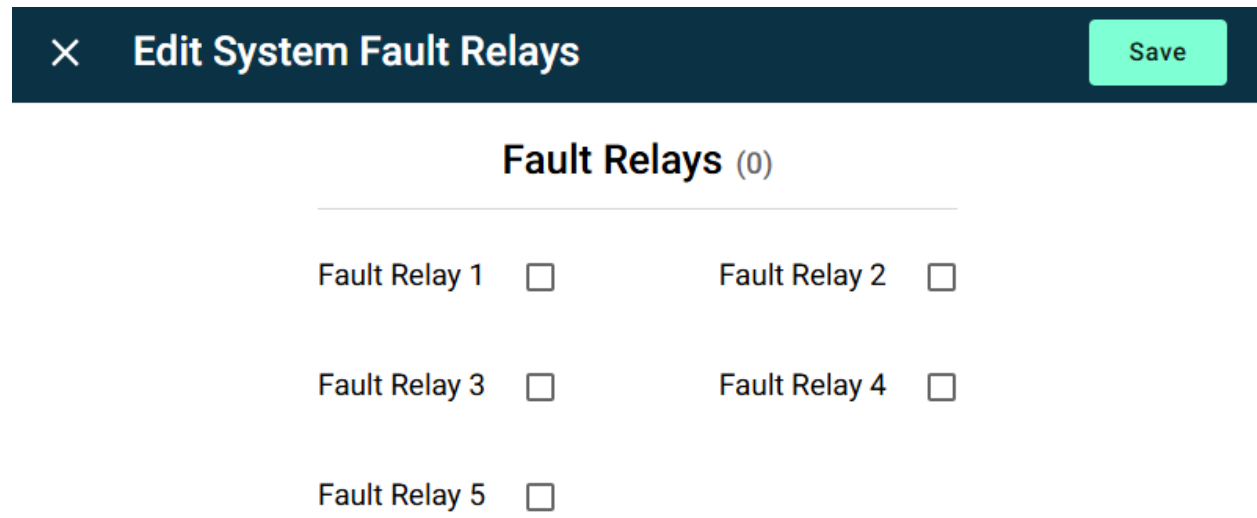 Edit System Fault Relays
Save
Fault Relays (0)
Fault Relay 1
Fault Relay 2
Fault Relay 3
Fault Relay 4
Fault Relay 5